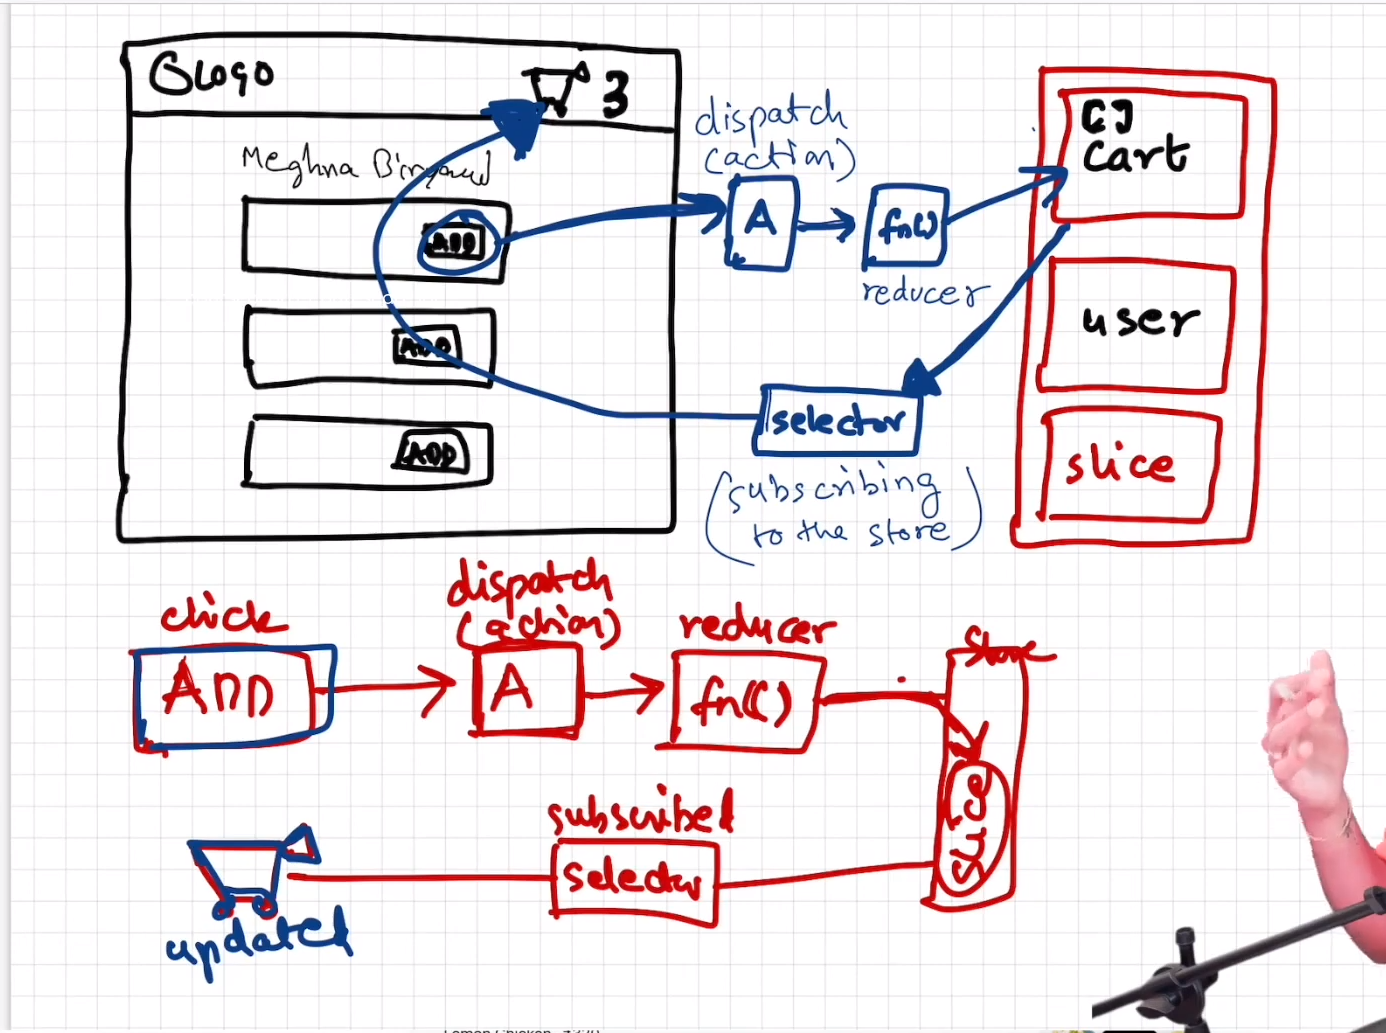 Logo
3
Meghna Biryani
ADD
ADD
ADD
dispatch
(action)
A
fn()
reducer
selector
(subscribing
to the store)
[]
cart
user
slice
click
ADD
dispatch
(action)
A
reducer
fn()
Store
slice
subscribed
selector
updated